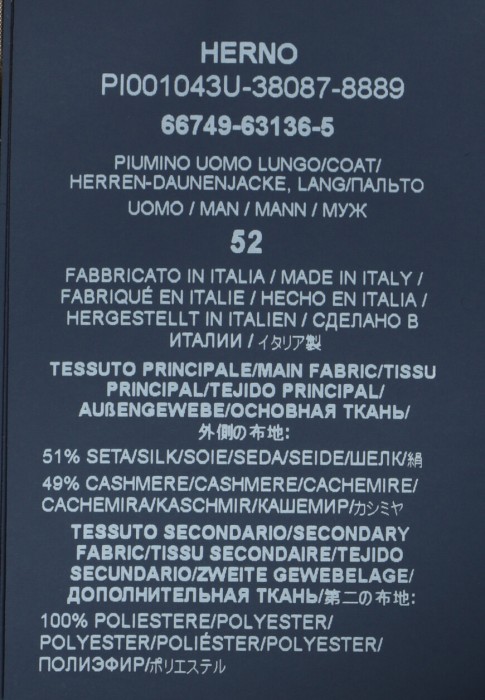 HERNO
PI001043U-38087-8889
66749-63136-5
PIUMINO UOMO LUNGO/COAT/
HERREN-DAUNENJACKE, LANG/ПАЛЬТО
UOMO / MAN / MANN / МУЖ
52
FABBRICATO IN ITALIA / MADE IN ITALY /
FABRIQUÉ EN ITALIE / HECHO EN ITALIA /
HERGESTELLT IN ITALIEN / СДЕЛАНО В
ИТАЛИИ / イタリア製
TESSUTO PRINCIPALE/MAIN FABRIC/TISSU
PRINCIPAL/TEJIDO PRINCIPAL/
AUßENGEWEBE/ОСНОВНАЯ ТКАНЬ/
外側の布地:
51% SETA/SILK/SOIE/SEDA/SEIDE/ШЕЛК/絹
49% CASHMERE/CASHMERE/CACHEMIRE/
CACHEMIRA/KASCHMIR/КАШЕМИР/カシミヤ
TESSUTO SECONDARIO/SECONDARY
FABRIC/TISSU SECONDAIRE/TEJIDO
SECUNDARIO/ZWEITE GEWEBELAGE/
ДОПОЛНИТЕЛЬНАЯ ТКАНЬ/第二の布地:
100% POLIESTERE/POLYESTER/
POLYESTER/POLIÉSTER/POLYESTER/
ПОЛИЭФИР/ポリエステル